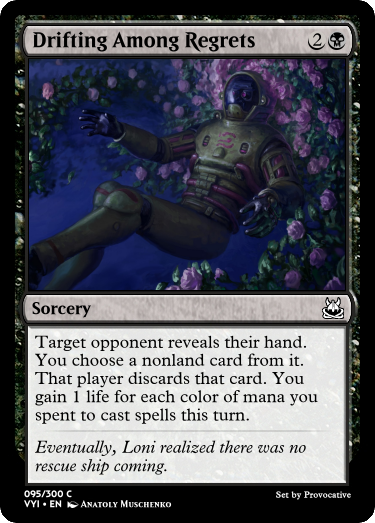 Drifting Among Regrets 2
Sorcery
Target opponent reveals their hand.
You choose a nonland card from it.
That player discards that card. You
gain 1 life for each color of mana you
spent to cast spells this turn.
Eventually, Loni realized there was no
rescue ship coming.
095/300 C
VYI • EN Anatoly Muschenko
Set by Provocative